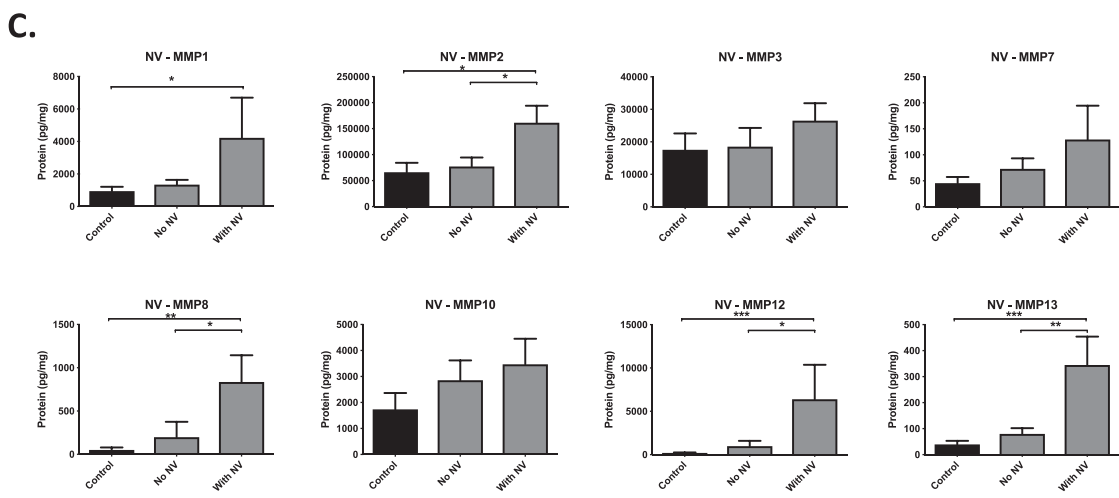 C.
NV - MMP1
Protein (pg/mg)
8000
6000
4000
2000
0
*
Control
No NV
With NV
NV - MMP2
Protein (pg/mg)
250000
200000
150000
100000
50000
0
*
*
Control
No NV
With NV
NV - MMP3
Protein (pg/mg)
40000
30000
20000
10000
0
Control
No NV
With NV
NV - MMP7
Protein (pg/mg)
250
200
150
100
50
0
Control
No NV
With NV
NV - MMP8
Protein (pg/mg)
1500
1000
500
0
**
*
Control
No NV
With NV
NV - MMP10
Protein (pg/mg)
5000
4000
3000
2000
1000
0
Control
No NV
With NV
NV - MMP12
Protein (pg/mg)
15000
10000
5000
0
***
*
Control
No NV
With NV
NV - MMP13
Protein (pg/mg)
500
400
300
200
100
0
***
**
Control
No NV
With NV